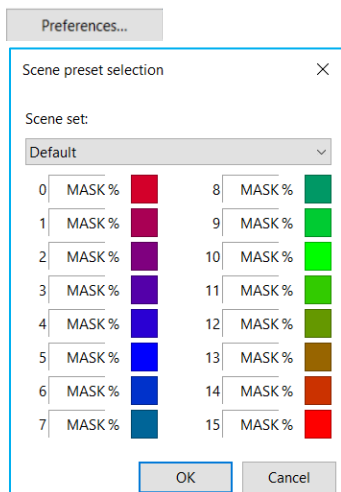 Preferences...
Scene preset selection
Scene set:
Default
0 MASK % 8 MASK %
1 MASK % 9 MASK %
2 MASK % 10 MASK %
3 MASK % 11 MASK %
4 MASK % 12 MASK %
5 MASK % 13 MASK %
6 MASK % 14 MASK %
7 MASK % 15 MASK %
OK Cancel